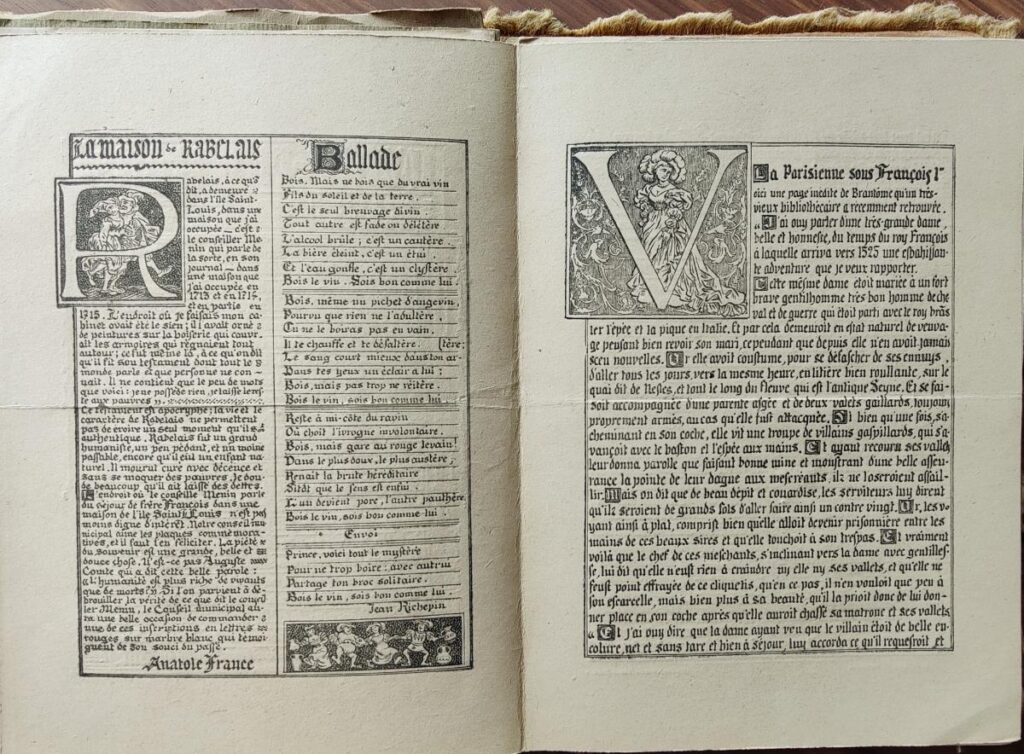 La maison de Rabelais
Rabelais, à ce qu'on
dit, a demeuré
dans l'île Saint-
Louis, dans une
maison que j'ai
occupée — c'est
le conseiller Me-
nin qui parle de
la sorte, en son
journal — dans
une maison que
j'ai occupée en
1713 et en 1714,
et en partie en
1715. L'endroit où je faisais mon ca-
binet avait été le sien; il l'avait orné
de peintures sur la boiserie qui couvr-
ait les armoires qui régnaient tout
autour; ce fut même là, à ce qu'on dit
qu'il fit son testament dont tout le
monde parle et que personne ne con-
nait. Il ne contient que le peu de mots
que voici: je ne possède rien, je laisse le reste
aux pauvres
Ce testament est apocryphe; la vie et le
caractère de Rabelais ne permettent
pas de croire un seul moment qu'il est
authentique. Rabelais fut un grand
humaniste, un peu pédant, et un moine
passable, encore qu'il eût un enfant na-
turel. Il mourut curé avec décence et
sans se moquer des pauvres. Je dou-
te beaucoup qu'il ait laissé des dettes.
L'endroit où le conseille Menin parle
du séjour de frère François dans une
maison de l'île Saint-Louis n'est pas
moins digne d'intérêt. Notre conseil mu-
nicipal aime les plaques commémora-
tives, et il faut l'en féliciter. La piété
du souvenir est une grande, belle et
douce chose. N'est-ce pas Auguste
Comte qui a dit cette belle parole:
« l'humanité est plus riche de vivants
que de morts ? » Si l'on parvient à dé-
brouiller la vérité de ce que dit le conseil-
ler Menin, le Conseil municipal au-
ra une belle occasion de commander
une de ces inscriptions en lettres
rouges sur marbre blanc, qui témoi-
gnent de son souci du passé.
Anatole France
Ballade
Bois, Mais ne bois que du vrai vin
Fils du soleil et de la terre.
C'est le seul breuvage divin
Tout autre est fade ou délétère
L'alcool brûle; c'est un cautère.
La bière éteint, c'est un étui.
Et l'eau gonfle, c'est un clystère
Bois le vin. Sois bon comme lui.
Bois, même un pichet d'angevin,
Pourvu que rien ne l'adultère.
Tu ne le boiras pas en vain.
Il te chauffe et te désaltère. [tère;
Le sang court mieux dans ton ar-
Dans tes yeux un éclair a lui;
Bois, mais pas trop ne réitère.
Bois le vin, sois bon comme lui.
Reste à mi-côte du ravin
Où choit l'ivrogne involontaire.
Bois, mais gare au rouge levain!
Dans le plus doux, le plus austère,
Renaît la brute héréditaire
Sitôt que le sens est enfui.
L'un devient porc, l'autre panthère.
Bois le vin, sois bon comme lui.
Envoi
Prince, voici tout le mystère
Pour ne trop boire: avec autrui
Partage ton broc solitaire.
Bois le vin, sois bon comme lui.
Jean Richepin
La Parisienne sous François 1er
Voici une page inédite de Brantôme qu'un très-
vieux bibliothécaire a recemment retrouvée.
« J'ai ouy parler d'une très grande dame,
belle et honneste, du temps du roy François
à laquelle arriva vers 1525 une esbahissan-
te adventure que je veux rapporter.
Cette mesme dame étoit mariée à un fort
brave gentilhomme très bon homme de che-
val et de guerre qui étoit parti avec le roy brans-
ler l'épée et la pique en Italie. Et par cela demeuroit en estat naturel de veuva-
ge pensant bien revoir son mari, cependant que depuis elle n'en avoit jamais
sceu nouvelles. Or elle avoit coustume, pour se défascher de ses ennuys,
d'aller tous les jours, vers la mesme heure, en litière bien roullante, sur le
quai dit de Nesles, et tout le long du fleuve qui est l'antique Seyne. Et se fai-
soit accompagnée d'une parente asgée et de deux valets gaillards, toujours
proprement armés, au cas qu'elle fust attacquée. Si bien qu'une fois, sa-
cheminant en son coche, elle vit une troupe de villains gaspillards, qui s'a-
vançoit avec le baston et l'espée aux mains. Et ayant recouru ses vallets
leur donna parolle que faisant bonne mine et moustrant d'une belle asseu-
rance la pointe de leur dague aux mescréants, ils ne loseroient assail-
lir. Mais on dit que de beau dépit et couardise, les serviteurs luy dirent
qu'ils seroient de grands sots d'aller faire ainsi un contre vingt. Or, les vo-
yant ainsi à plat, comprist bien qu'elle alloit devenir prisonnière entre les
mains de ces beaux sires et qu'elle touchoit à son trespas. Et vraiment
voilà que le chef de ces meschants, s'inclinant vers la dame avec gentilles-
se, lui dit qu'elle n'eust rien à craindre ny elle ny ses vallets, et qu'elle ne
feust point effrayée de ce cliquetis, qu'en ce pas, il n'en vouloit que peu à
son escarcelle, mais bien plus à sa beauté, qu'il la prioit donc de lui don-
ner place en son coche après qu'elle auroit chassé sa matrone et ses vallets
« Et j'ai ouy dire que la dame ayant veu que le villain étoit de belle en-
colure, net et sans tare et bien à séjour, luy accorda ce qu'il requestoit et